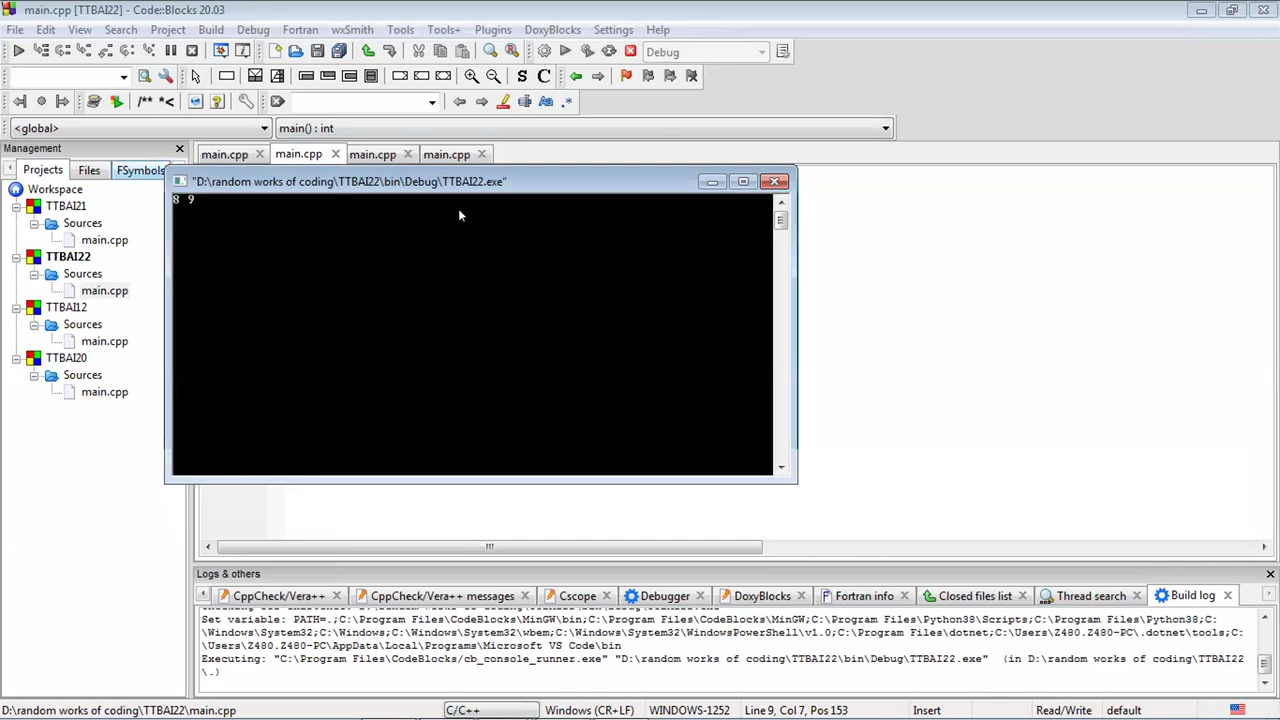 main.cpp [TTBAI22] - Code::Blocks 20.03
File Edit View Search Project Build Debug Fortran wxSmith Tools Tools+ Plugins DoxyBlocks Settings Help
Debug
S C
/** *< Aa .*
<global> main() : int
Management
main.cpp main.cpp main.cpp main.cpp
Projects Files FSymbols
"D:\random works of coding\TTBAI22\bin\Debug\TTBAI22.exe"
8 9
Workspace
TTBAI21
Sources
main.cpp
TTBAI22
Sources
main.cpp
TTBAI12
Sources
main.cpp
TTBAI20
Sources
main.cpp
Logs & others
CppCheck/Vera++ CppCheck/Vera++ messages Cscope Debugger DoxyBlocks Fortran info Closed files list Thread search Build log
Set variable: PATH=.;C:\Program Files\CodeBlocks\MinGW\bin;C:\Program Files\CodeBlocks\MinGW;C:\Program Files\Python38\Scripts;C:\Program Files\Python38;C:
\Windows\System32;C:\Windows;C:\Windows\System32\wbem;C:\Windows\System32\WindowsPowerShell\v1.0;C:\Program Files\dotnet;C:\Users\Z480.Z480-PC\.dotnet\tools;C:
\Users\Z480.Z480-PC\AppData\Local\Programs\Microsoft VS Code\bin
Executing: "C:\Program Files\CodeBlocks/cb_console_runner.exe" "D:\random works of coding\TTBAI22\bin\Debug\TTBAI22.exe" (in D:\random works of coding\TTBAI22
\.)
D:\random works of coding\TTBAI22\main.cpp C/C++ Windows (CR+LF) WINDOWS-1252 Line 9, Col 7, Pos 153 Insert Read/Write default